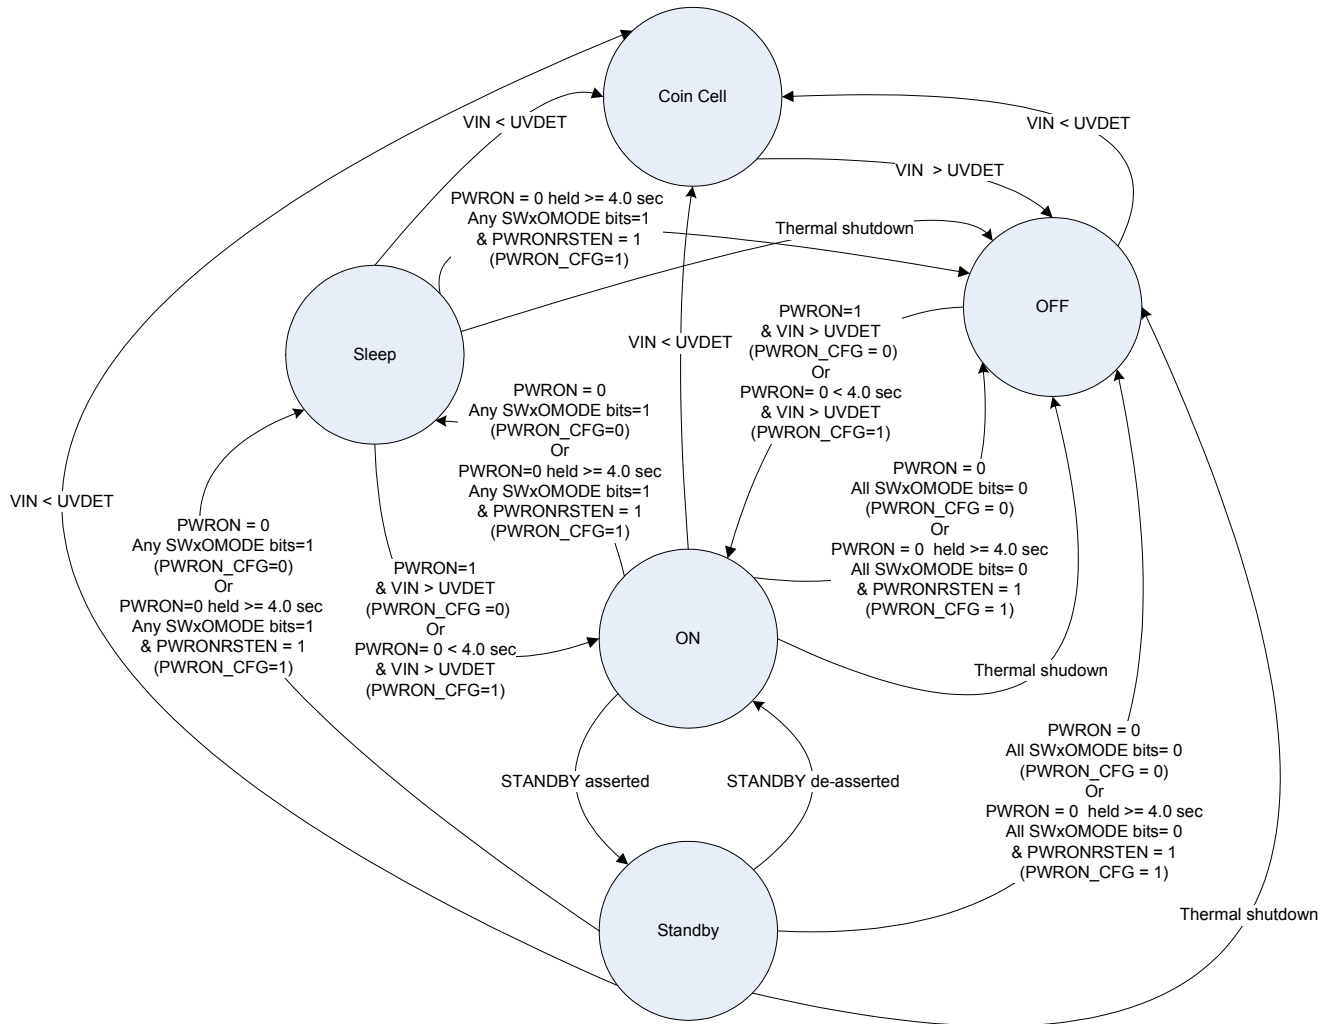 Coin Cell
VIN < UVDET
VIN < UVDET
VIN > UVDET
PWRON = 0 held >= 4.0 sec
Any SWxOMODE bits=1
& PWRONRSTEN = 1
(PWRON_CFG=1)
Thermal shutdown
OFF
Sleep
VIN < UVDET
PWRON=1
& VIN > UVDET
(PWRON_CFG = 0)
Or
PWRON= 0 < 4.0 sec
& VIN > UVDET
(PWRON_CFG=1)
PWRON = 0
Any SWxOMODE bits=1
(PWRON_CFG=0)
Or
PWRON=0 held >= 4.0 sec
Any SWxOMODE bits=1
& PWRONRSTEN = 1
(PWRON_CFG=1)
PWRON = 0
All SWxOMODE bits= 0
(PWRON_CFG = 0)
Or
PWRON = 0 held >= 4.0 sec
All SWxOMODE bits= 0
& PWRONRSTEN = 1
(PWRON_CFG = 1)
VIN < UVDET
PWRON = 0
Any SWxOMODE bits=1
(PWRON_CFG=0)
Or
PWRON=0 held >= 4.0 sec
Any SWxOMODE bits=1
& PWRONRSTEN = 1
(PWRON_CFG=1)
PWRON=1
& VIN > UVDET
(PWRON_CFG =0)
Or
PWRON= 0 < 4.0 sec
& VIN > UVDET
(PWRON_CFG=1)
ON
Thermal shudown
STANDBY asserted
STANDBY de-asserted
PWRON = 0
All SWxOMODE bits= 0
(PWRON_CFG = 0)
Or
PWRON = 0 held >= 4.0 sec
All SWxOMODE bits= 0
& PWRONRSTEN = 1
(PWRON_CFG = 1)
Thermal shutdown
Standby